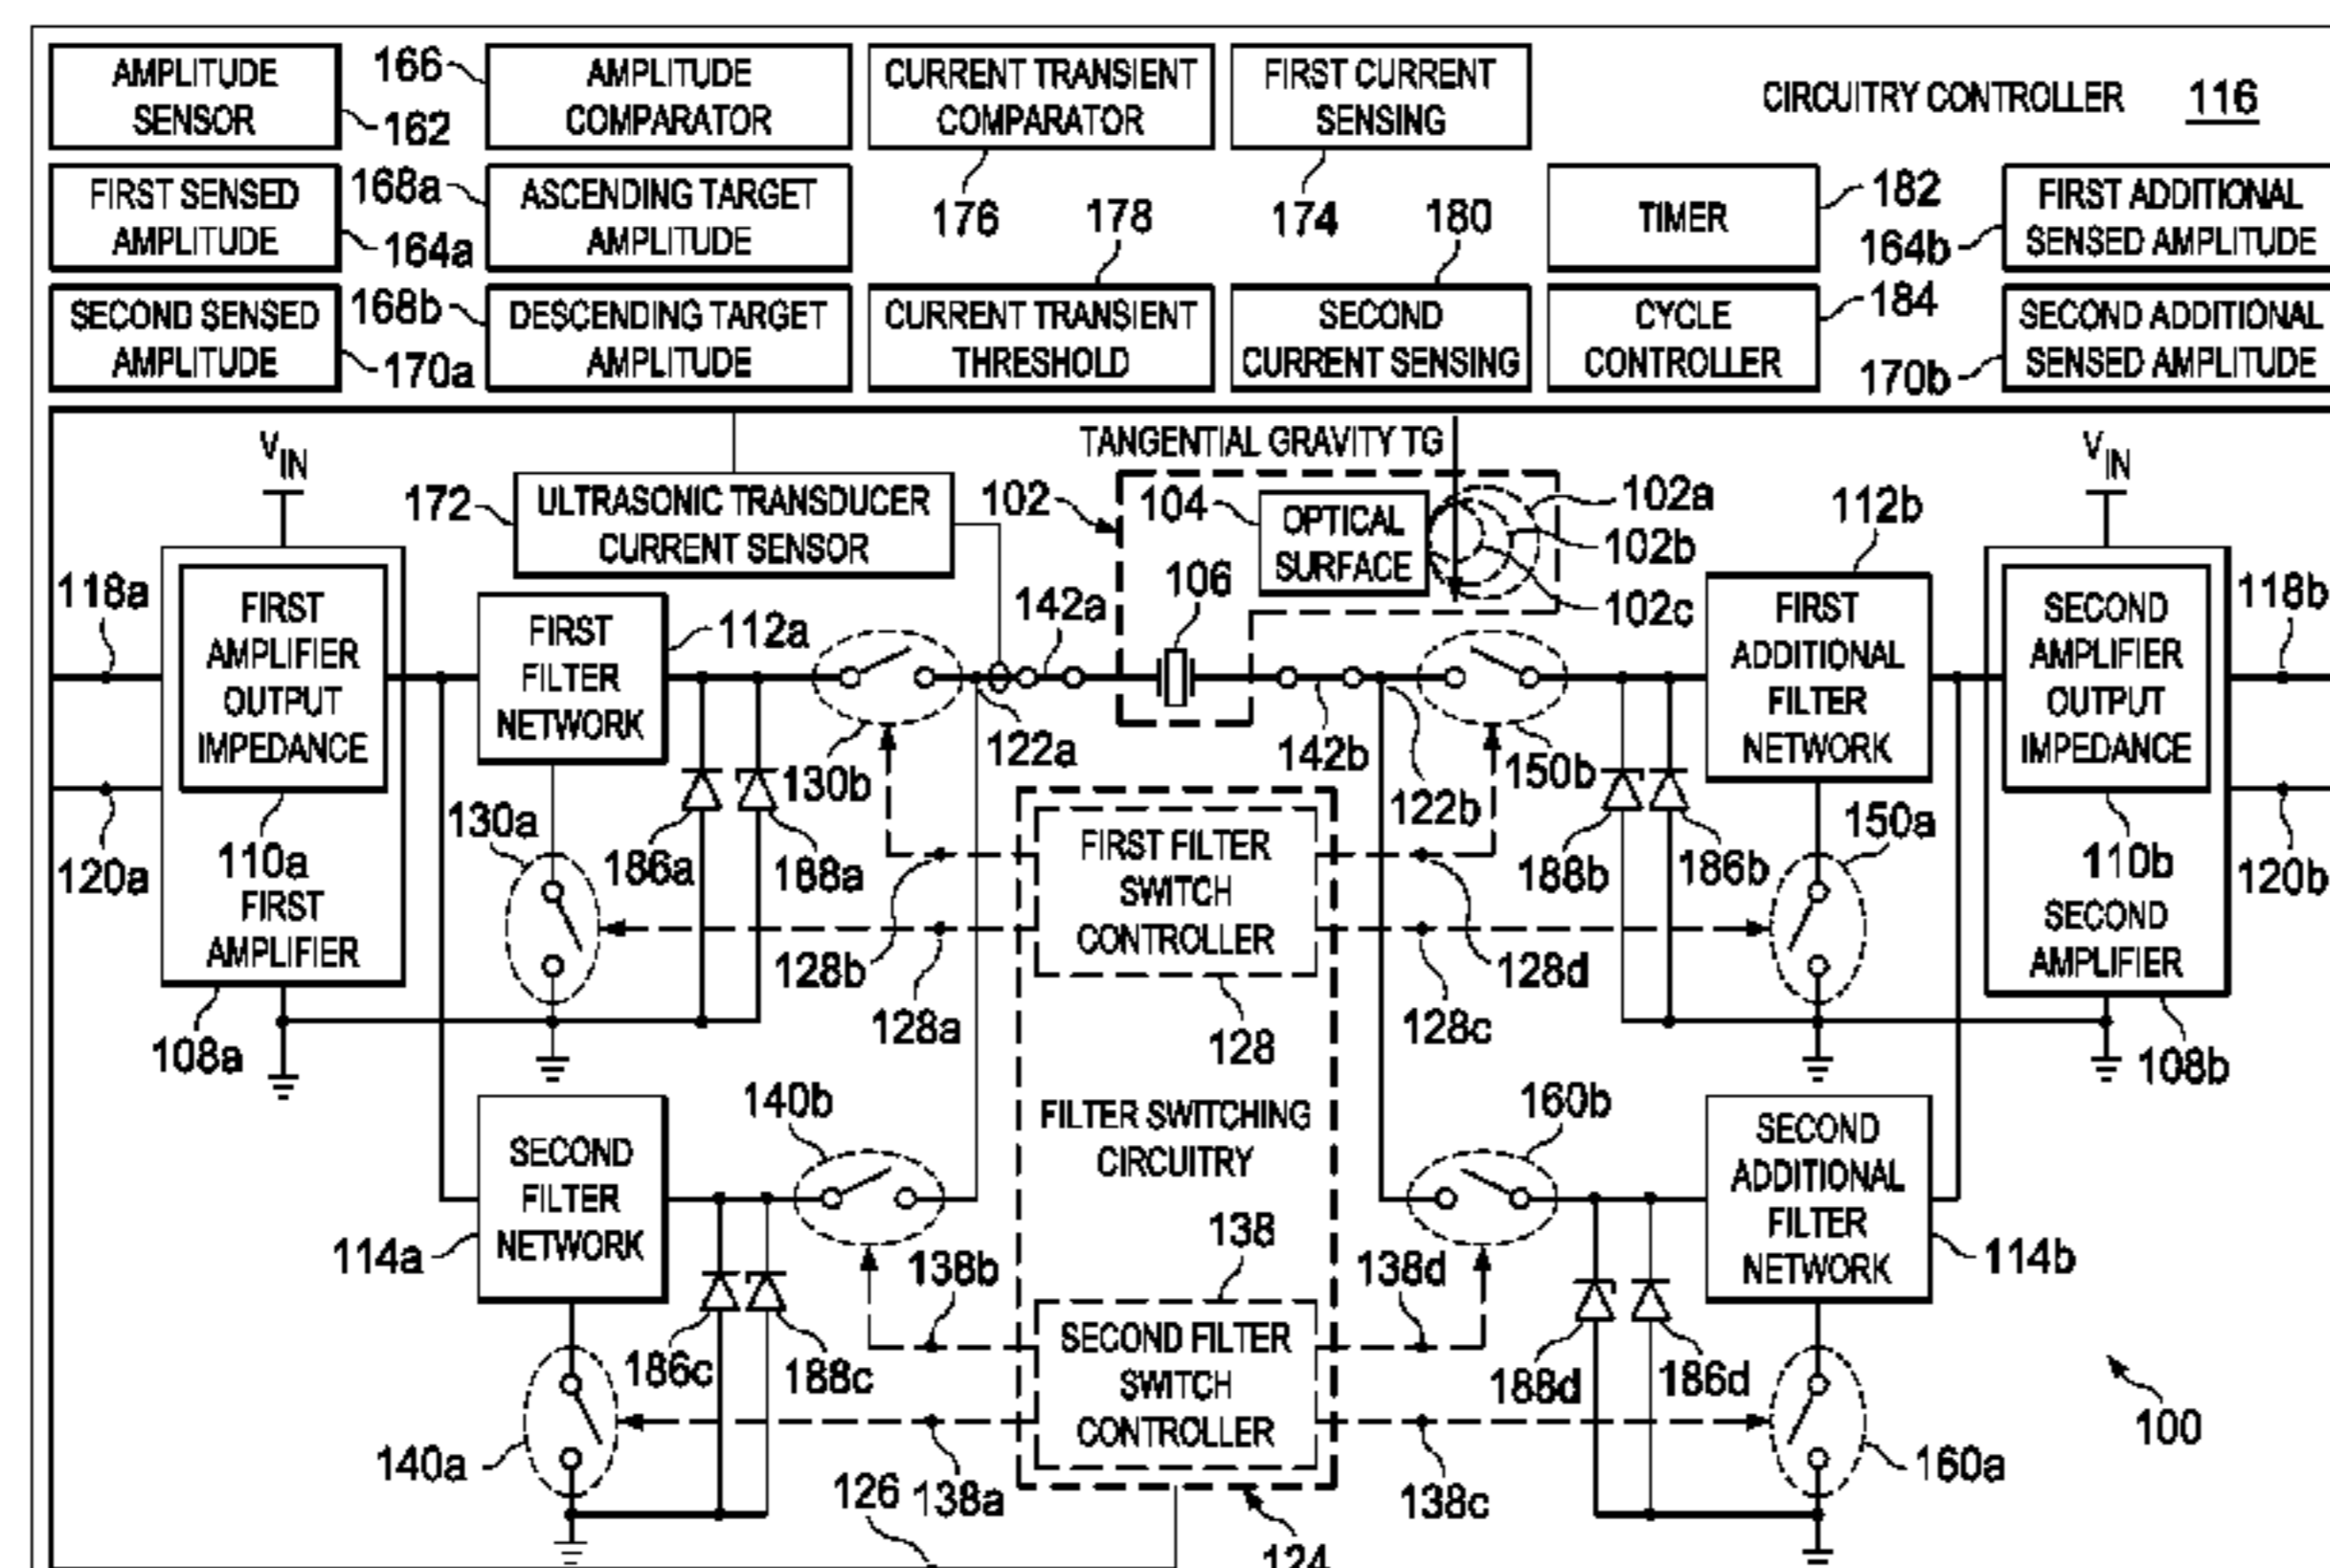 AMPLITUDE
SENSOR
162
166
AMPLITUDE
COMPARATOR
CURRENT TRANSIENT
COMPARATOR
176
FIRST CURRENT
SENSING
174
CIRCUITRY CONTROLLER 116
FIRST SENSED
AMPLITUDE
164a
168a
ASCENDING TARGET
AMPLITUDE
178
180
TIMER
182
164b
FIRST ADDITIONAL
SENSED AMPLITUDE
SECOND SENSED
AMPLITUDE
170a
168b
DESCENDING TARGET
AMPLITUDE
CURRENT TRANSIENT
THRESHOLD
SECOND
CURRENT SENSING
CYCLE
CONTROLLER
184
170b
SECOND ADDITIONAL
SENSED AMPLITUDE
VIN
TANGENTIAL GRAVITY TG
VIN
172
ULTRASONIC TRANSDUCER
CURRENT SENSOR
102
104
OPTICAL
SURFACE
102a
102b
102c
112b
118a
FIRST
AMPLIFIER
OUTPUT
IMPEDANCE
FIRST
FILTER
NETWORK
112a
142a
106
FIRST
ADDITIONAL
FILTER
NETWORK
SECOND
AMPLIFIER
OUTPUT
IMPEDANCE
118b
120a
110a
FIRST
AMPLIFIER
108a
130a
186a
188a
130b
122a
142b
122b
150b
188b
186b
150a
110b
SECOND
AMPLIFIER
120b
108b
FIRST FILTER
SWITCH
CONTROLLER
128b
128a
128
128d
128c
FILTER SWITCHING
CIRCUITRY
SECOND
FILTER
NETWORK
114a
140b
160b
SECOND
ADDITIONAL
FILTER
NETWORK
114b
138b
138
138d
186c
188c
SECOND FILTER
SWITCH
CONTROLLER
188d
186d
140a
126
138a
138c
160a
100
124